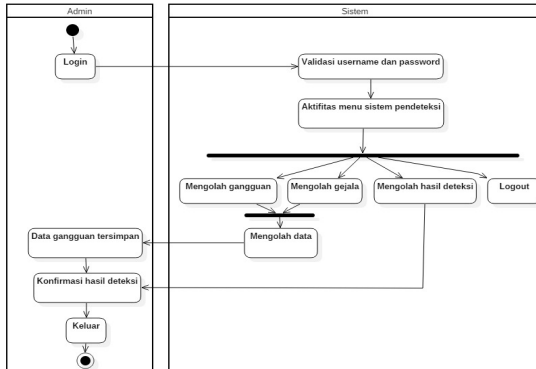 Admin
Sistem
Login
Validasi username dan password
Aktifitas menu sistem pendeteksi
Mengolah gangguan
Mengolah gejala
Mengolah hasil deteksi
Logout
Data gangguan tersimpan
Mengolah data
Konfirmasi hasil deteksi
Keluar